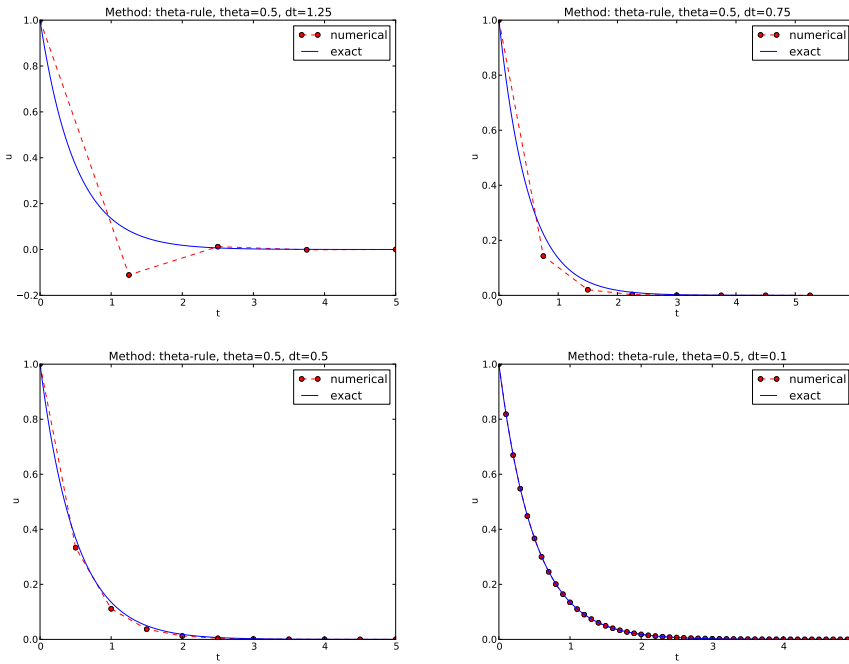 Method: theta-rule, theta=0.5, dt=1.25
numerical
exact
u
1.0
0.8
0.6
0.4
0.2
0.0
−0.2
0 1 2 3 4 5
t
Method: theta-rule, theta=0.5, dt=0.75
numerical
exact
u
1.0
0.8
0.6
0.4
0.2
0.0
0 1 2 3 4 5
t
Method: theta-rule, theta=0.5, dt=0.5
numerical
exact
u
1.0
0.8
0.6
0.4
0.2
0.0
0 1 2 3 4 5
t
Method: theta-rule, theta=0.5, dt=0.1
numerical
exact
u
1.0
0.8
0.6
0.4
0.2
0.0
0 1 2 3 4
t